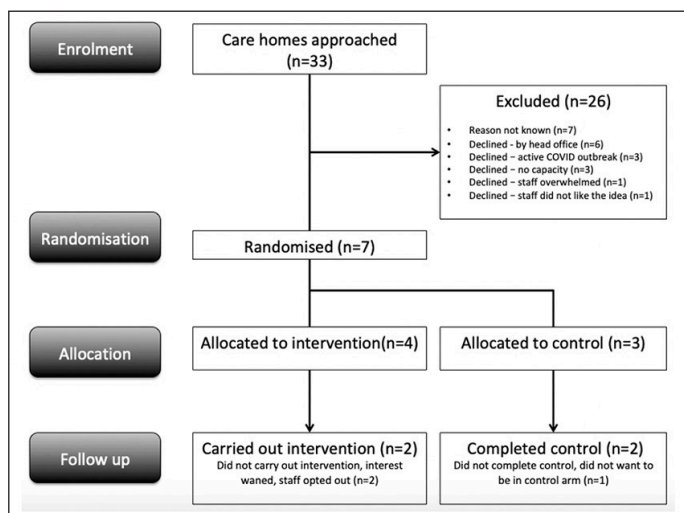 Enrolment
Care homes approached
(n=33)
Excluded (n=26)
• Reason not known (n=7)
• Declined - by head office (n=6)
• Declined – active COVID outbreak (n=3)
• Declined – no capacity (n=3)
• Declined – staff overwhelmed (n=1)
• Declined – staff did not like the idea (n=1)
Randomisation
Randomised (n=7)
Allocation
Allocated to intervention(n=4)
Allocated to control (n=3)
Follow up
Carried out intervention (n=2)
Did not carry out intervention, interest
waned, staff opted out (n=2)
Completed control (n=2)
Did not complete control, did not want to
be in control arm (n=1)